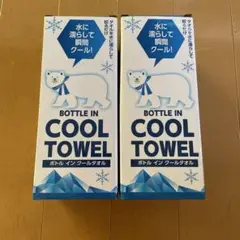 水に
濡らして
瞬間
クール!
BOTTLE IN
COOL
TOWEL
ボトル イン クールタオル
水に
濡らして
瞬間
クール!
BOTTLE IN
COOL
TOWEL
ボトル イン クールタオル